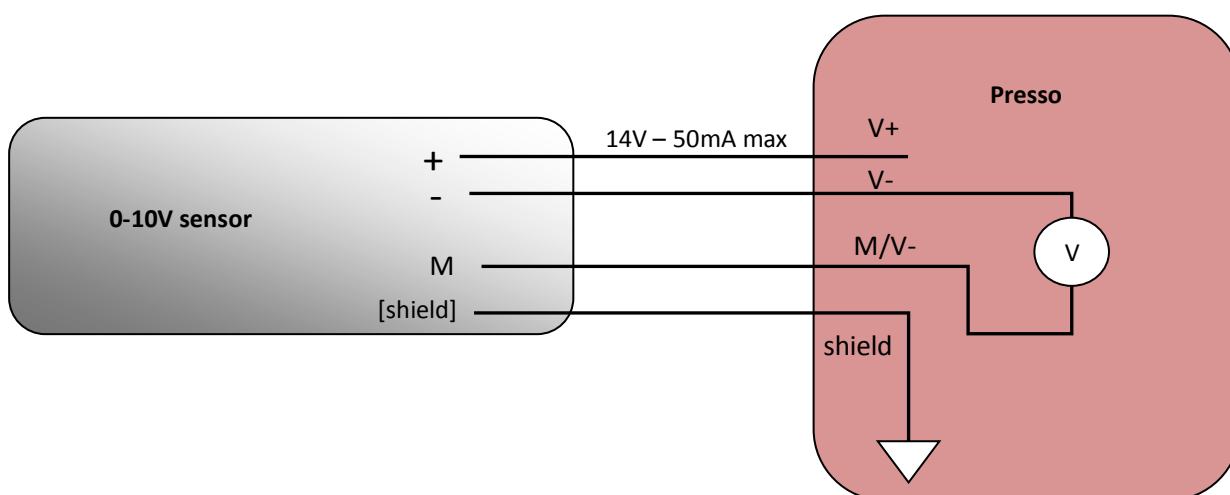 Presso
14V – 50mA max
V+
+
V-
-
0-10V sensor
M/V-
V
M
[shield]
shield